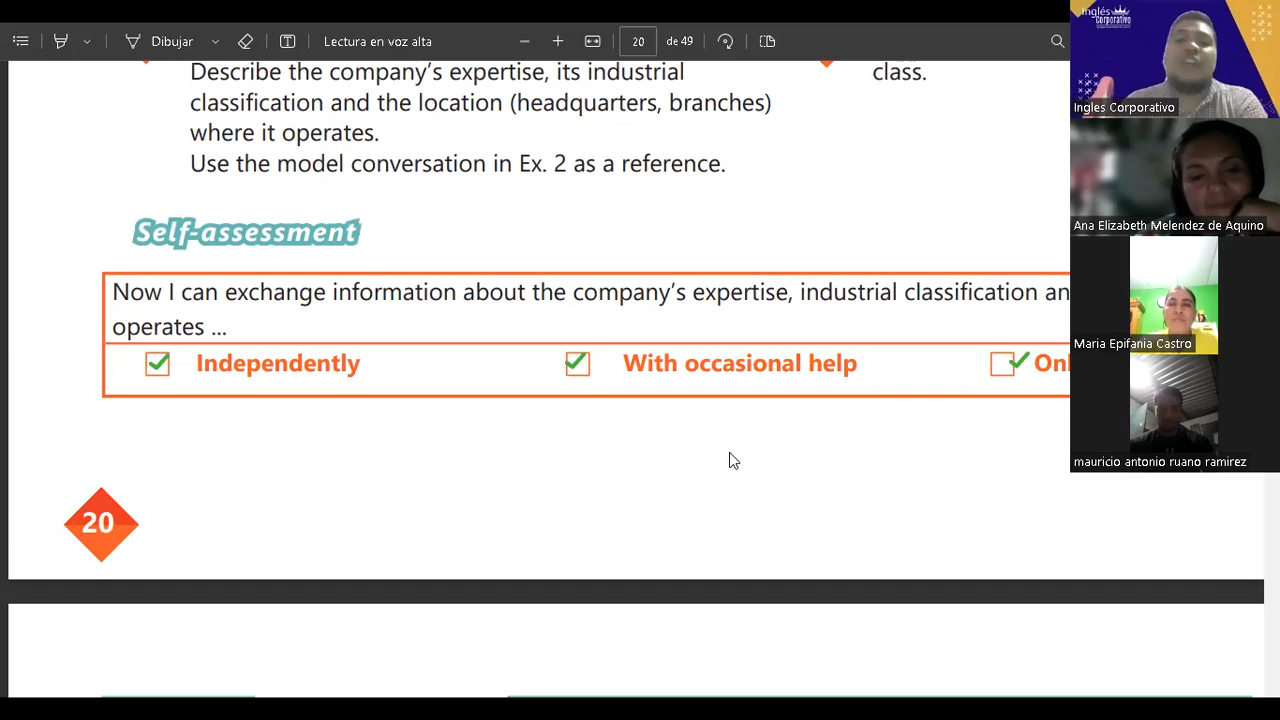 Dibujar
Lectura en voz alta
20
de 49
Describe the company's expertise, its industrial
classification and the location (headquarters, branches)
where it operates.
Use the model conversation in Ex. 2 as a reference.
class.
Self-assessment
Now I can exchange information about the company's expertise, industrial classification an
operates ...
Independently
With occasional help
Onl
20
Inglés
Corporativo
Ingles Corporativo
Ana Elizabeth Melendez de Aquino
Maria Epifania Castro
mauricio antonio ruano ramirez